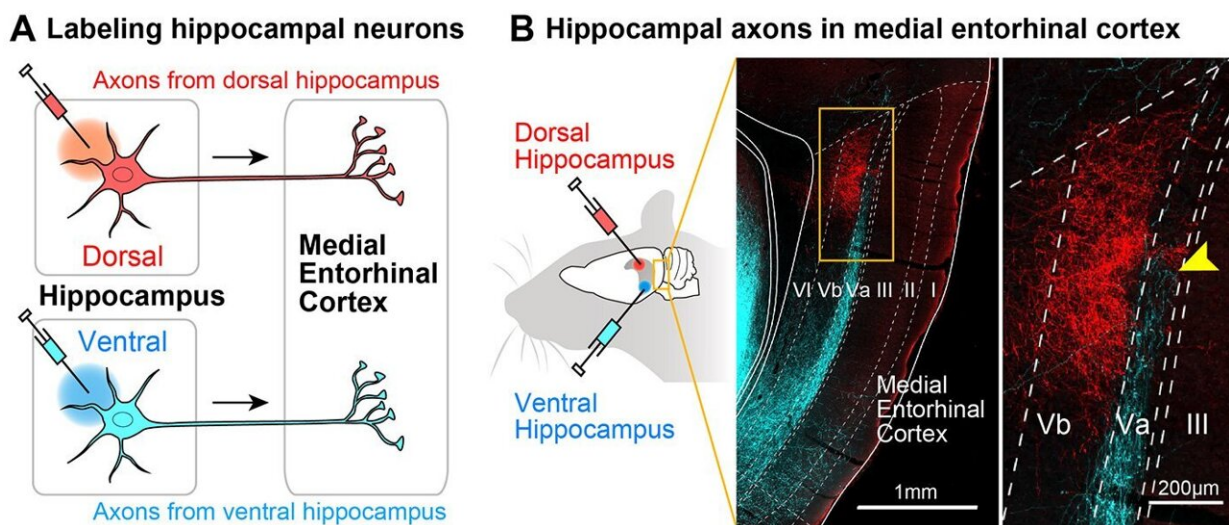 A Labeling hippocampal neurons
Axons from dorsal hippocampus
Dorsal
Medial
Entorhinal
Cortex
Hippocampus
Ventral
Axons from ventral hippocampus
B Hippocampal axons in medial entorhinal cortex
Dorsal
Hippocampus
Ventral
Hippocampus
VI Vb Va III II I
Medial
Entorhinal
Cortex
1mm
Vb Va III
200μm